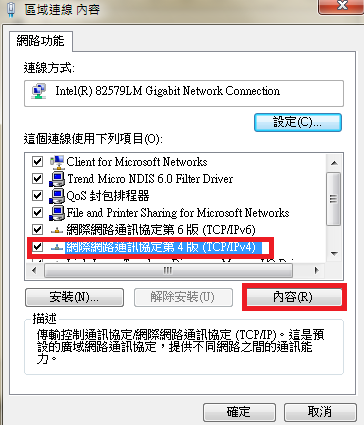 區域連線 內容
網路功能
連線方式:
Intel(R) 82579LM Gigabit Network Connection
設定(C)...
這個連線使用下列項目(O):
Client for Microsoft Networks
Trend Micro NDIS 6.0 Filter Driver
QoS 封包排程器
File and Printer Sharing for Microsoft Networks
網際網路通訊協定第 6 版 (TCP/IPv6)
網際網路通訊協定第 4 版 (TCP/IPv4)
安裝(N)...
解除安裝(U)
內容(R)
描述
傳輸控制通訊協定/網際網路通訊協定 (TCP/IP)。這是預
設的廣域網路通訊協定，提供不同網路之間的通訊能
力。
確定
取消